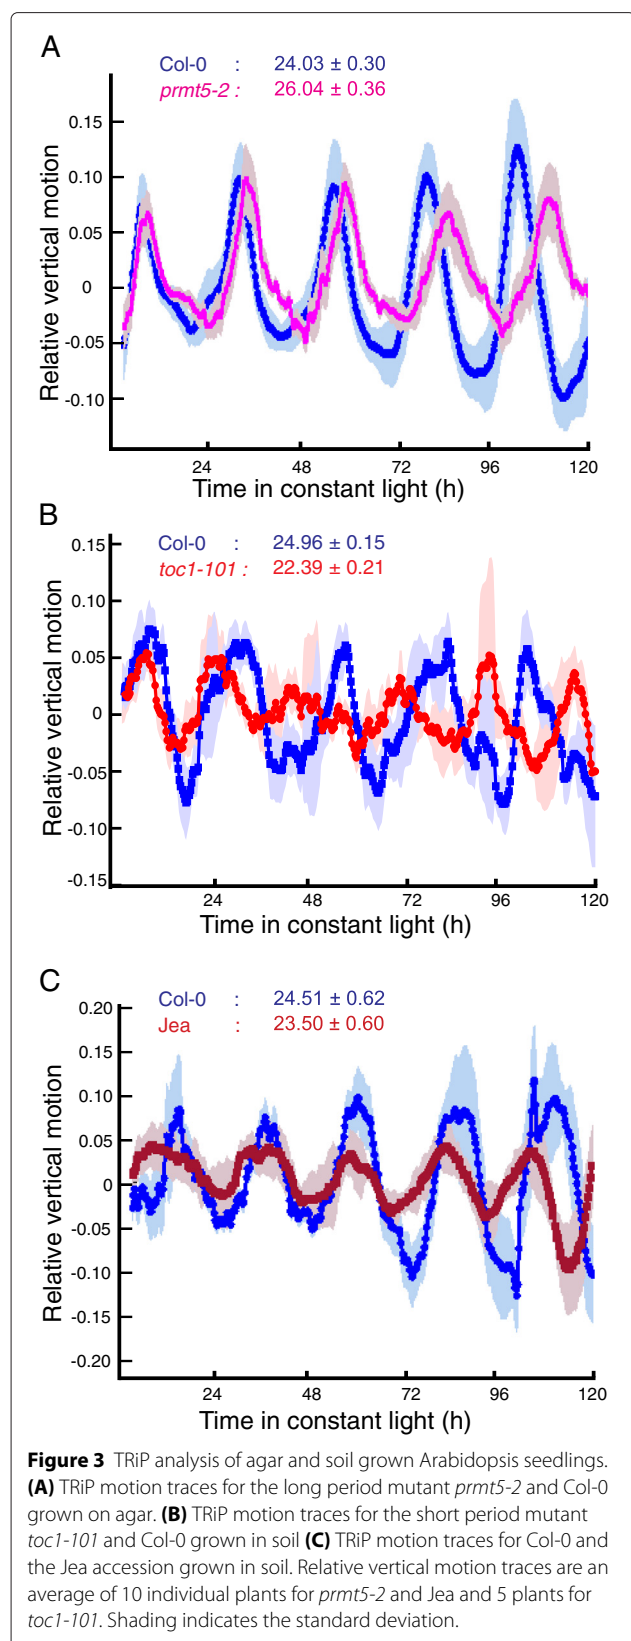 A
Col-0 : 24.03 ± 0.30
prmt5-2 : 26.04 ± 0.36
Relative vertical motion
0.15
0.10
0.05
0
-0.05
-0.10
24 48 72 96 120
Time in constant light (h)
B
Col-0 : 24.96 ± 0.15
toc1-101 : 22.39 ± 0.21
Relative vertical motion
0.15
0.10
0.05
0
-0.05
-0.10
-0.15
24 48 72 96 120
Time in constant light (h)
C
Col-0 : 24.51 ± 0.62
Jea : 23.50 ± 0.60
Relative vertical motion
0.20
0.15
0.10
0.05
0
-0.05
-0.10
-0.15
-0.20
24 48 72 96 120
Time in constant light (h)
Figure 3 TRiP analysis of agar and soil grown Arabidopsis seedlings.
(A) TRiP motion traces for the long period mutant prmt5-2 and Col-0
grown on agar. (B) TRiP motion traces for the short period mutant
toc1-101 and Col-0 grown in soil (C) TRiP motion traces for Col-0 and
the Jea accession grown in soil. Relative vertical motion traces are an
average of 10 individual plants for prmt5-2 and Jea and 5 plants for
toc1-101. Shading indicates the standard deviation.